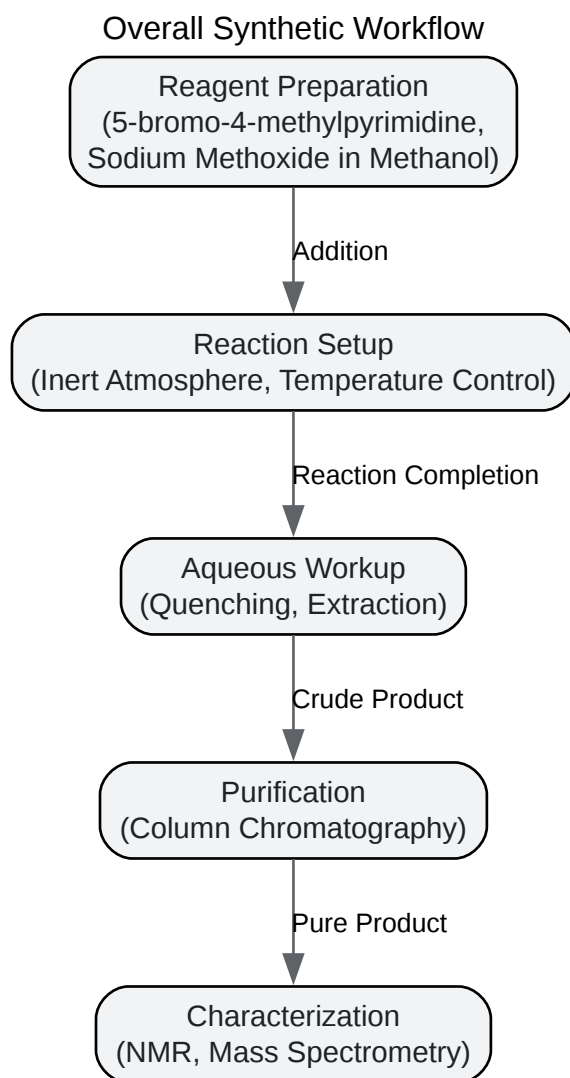 Overall Synthetic Workflow
Reagent Preparation
(5-bromo-4-methylpyrimidine,
Sodium Methoxide in Methanol)
Addition
Reaction Setup
(Inert Atmosphere, Temperature Control)
Reaction Completion
Aqueous Workup
(Quenching, Extraction)
Crude Product
Purification
(Column Chromatography)
Pure Product
Characterization
(NMR, Mass Spectrometry)